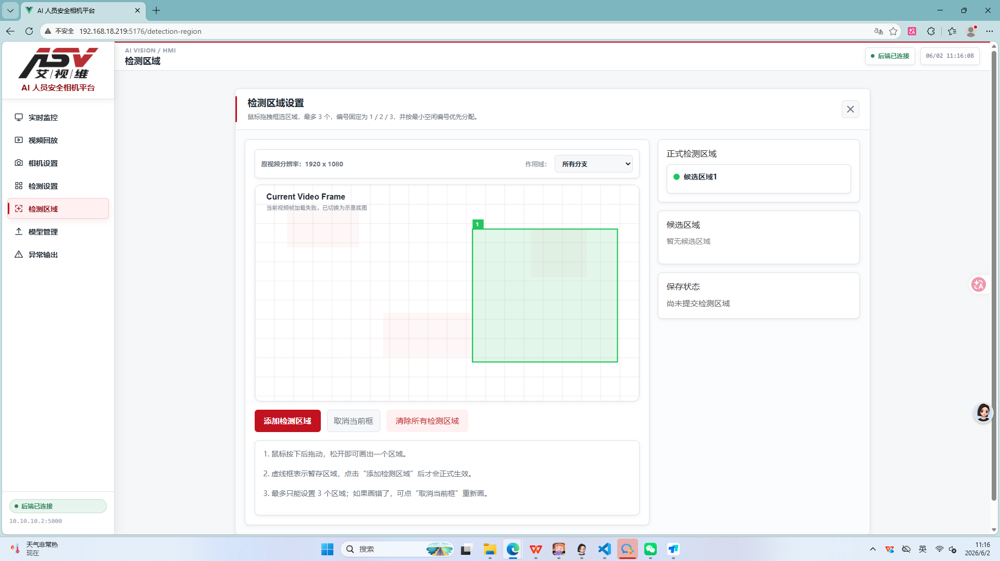 AI 人员安全相机平台
不安全 192.168.18.219:5176/detection-region
ASV
艾/视/维
AI 人员安全相机平台
实时监控
视频回放
相机设置
检测设置
检测区域
模型管理
异常输出
后端已连接
10.10.10.2:5000
AI VISION / HMI
检测区域
后端已连接
06/02 11:16:08
检测区域设置
鼠标拖拽框选区域，最多 3 个，编号固定为 1 / 2 / 3，并按最小空闲编号优先分配。
原视频分辨率：1920 x 1080
作用域：
所有分支
Current Video Frame
当前视频帧加载失败，已切换为示意底图
1
添加检测区域
取消当前框
清除所有检测区域
1. 鼠标按下后拖动，松开即可画出一个区域。
2. 虚线框表示暂存区域，点击“添加检测区域”后才会正式生效。
3. 最多只能设置 3 个区域；如果画错了，可点“取消当前框”重新画。
正式检测区域
候选区域1
候选区域
暂无候选区域
保存状态
尚未提交检测区域
天气非常热
现在
搜索
英
11:16
2026/6/2